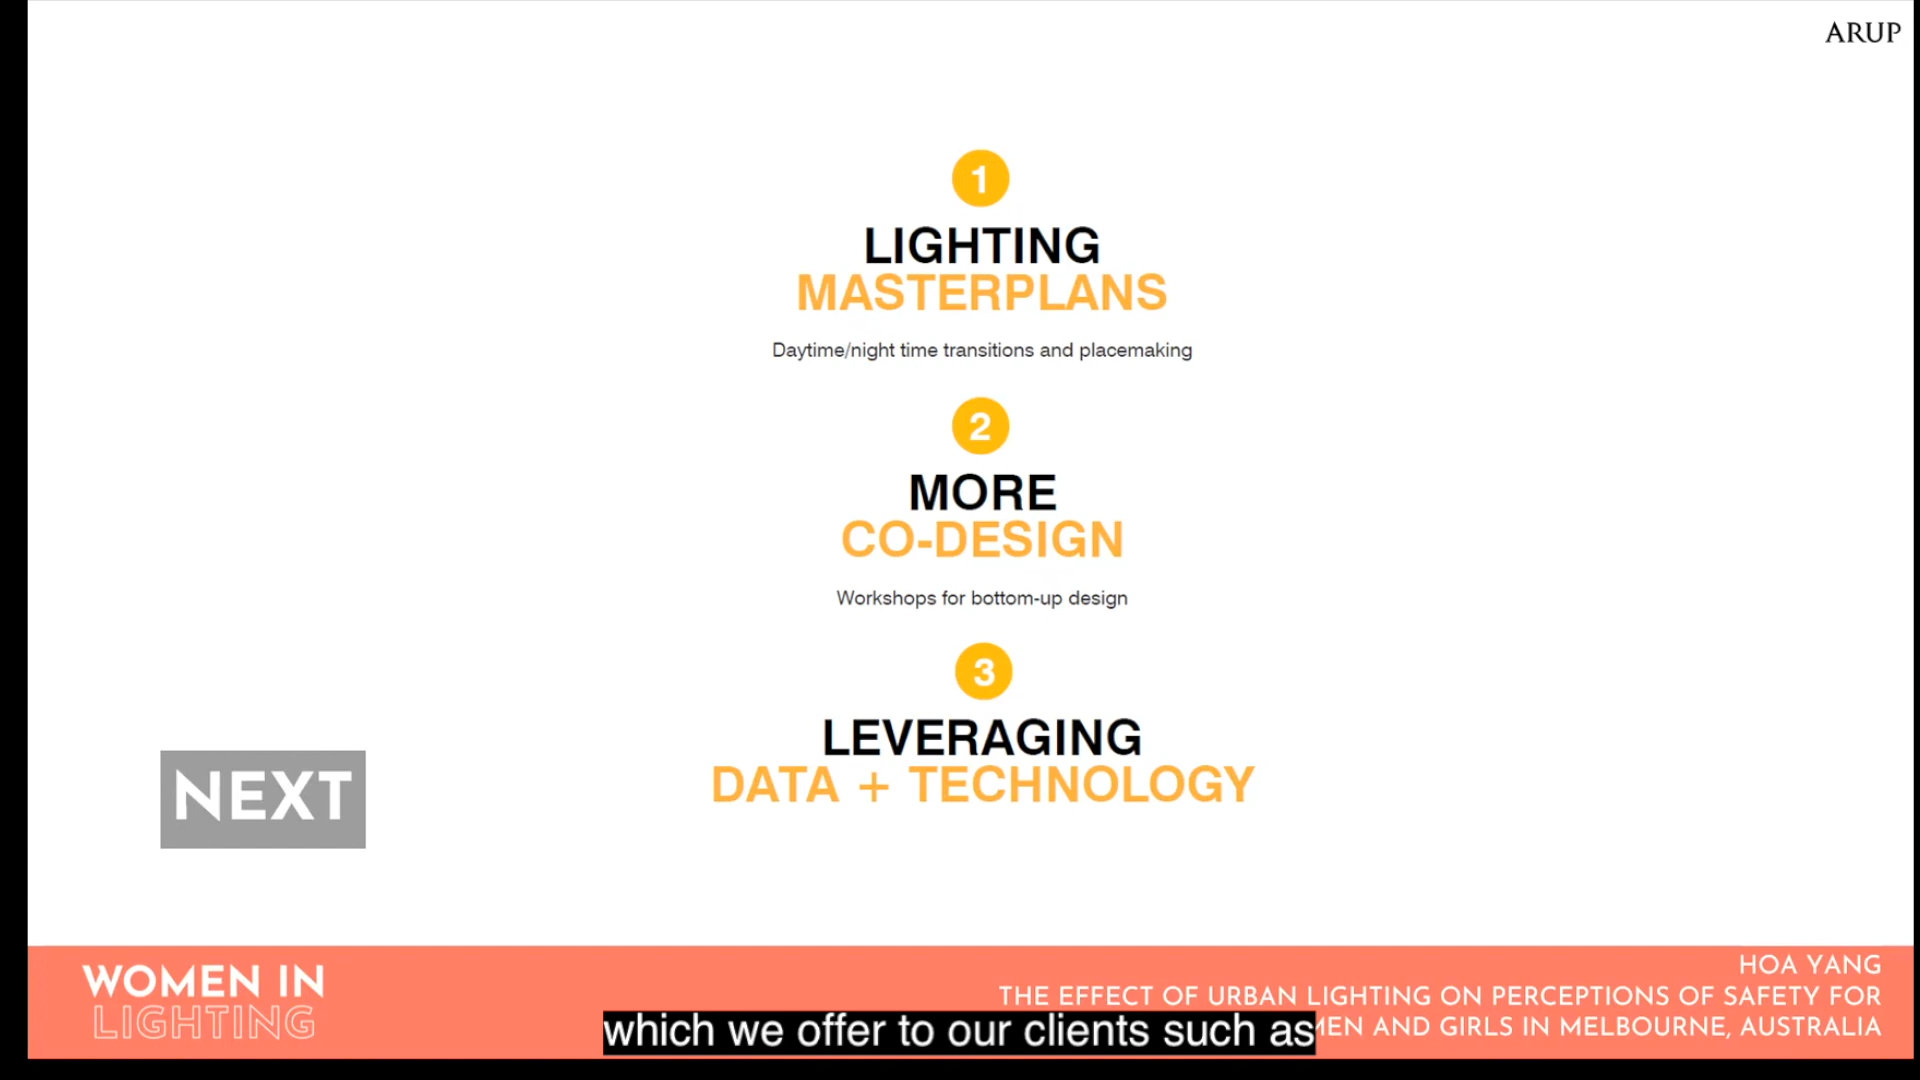 ARUP
1
LIGHTING
MASTERPLANS
Daytime/night time transitions and placemaking
2
MORE
CO-DESIGN
Workshops for bottom-up design
3
LEVERAGING
DATA + TECHNOLOGY
NEXT
WOMEN IN
LIGHTING
HOA YANG
THE EFFECT OF URBAN LIGHTING ON PERCEPTIONS OF SAFETY FOR
MEN AND GIRLS IN MELBOURNE, AUSTRALIA
which we offer to our clients such as